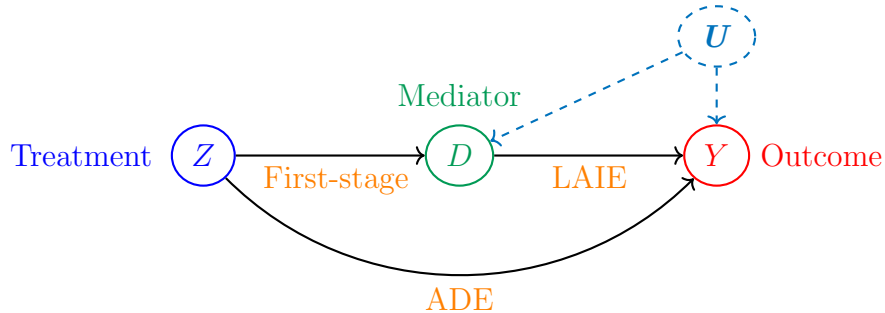 U
Mediator
Treatment
Z
D
Y
Outcome
First-stage
LAIE
ADE